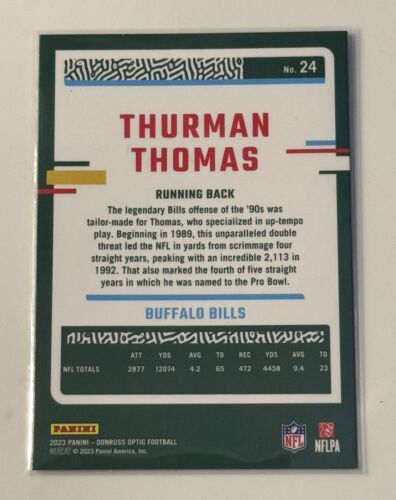 No. 24
THURMAN
THOMAS
RUNNING BACK
The legendary Bills offense of the '90s was
tailor-made for Thomas, who specialized in up-tempo
play. Beginning in 1989, this unparalleled double
threat led the NFL in yards from scrimmage four
straight years, peaking with an incredible 2,113 in
1992. That also marked the fourth of five straight
years in which he was named to the Pro Bowl.
BUFFALO BILLS
ATT YDS AVG TD REC YDS AVG TD
NFL TOTALS 2877 12074 4.2 65 472 4458 9.4 23
PANINI
2023 PANINI – DONRUSS OPTIC FOOTBALL
帕尼尼 © 2023 Panini America, Inc.
NFL
NFLPA